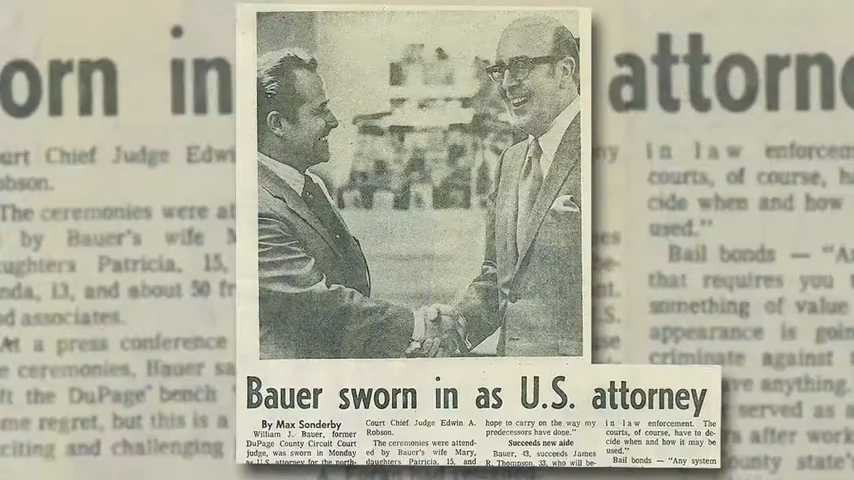 orn in
attorne
ourt Chief Judge Edwi
obson.
The ceremonies were at
by Bauer's wife M
aughters Patricia, 15,
nda, 13, and about 50 fr
d associates.
At a press conference
e ceremonies, Bauer sa
ft the DuPage bench
me regret, but this is a
citing and challenging
in law enforcem
courts, of course, ha
cide when and how
used."
Bail bonds — "A
that requires you t
something of value
appearance is goin
criminate against t
ve anything.
served as a
s after work
county state's
Bauer sworn in as U.S. attorney
By Max Sonderby
William J. Bauer, former
DuPage County Circuit Court
judge, was sworn in Monday
as U.S. attorney for the north-
Court Chief Judge Edwin A.
Robson.
The ceremonies were attend-
ed by Bauer's wife Mary,
daughters Patricia, 15, and
hope to carry on the way my
predecessors have done."
Succeeds new aide
Bauer, 43, succeeds James
R. Thompson, 33, who will be-
in law enforcement. The
courts, of course, have to de-
cide when and how it may be
used."
Bail bonds — "Any system